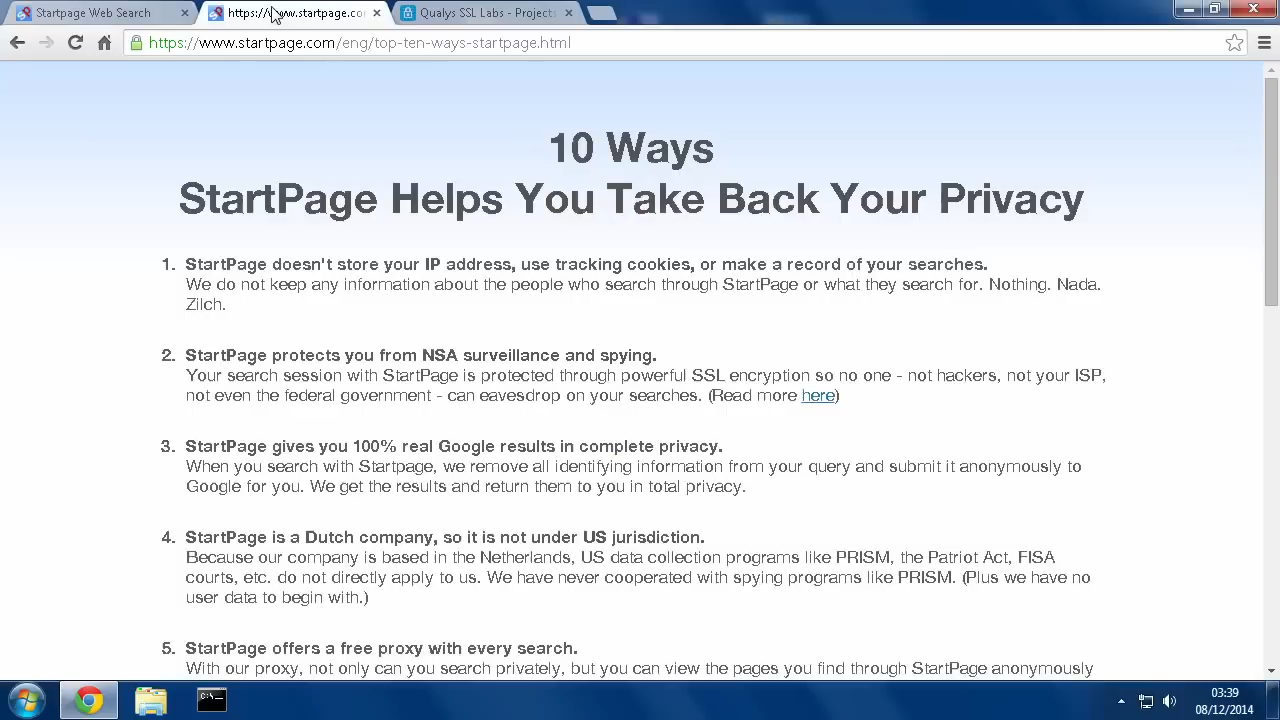 Startpage Web Search
https://www.startpage.co
Qualys SSL Labs - Projects
https://www.startpage.com/eng/top-ten-ways-startpage.htm
10 Ways
StartPage Helps You Take Back Your Privacy
1. StartPage doesn't store your IP address, use tracking cookies, or make a record of your searches.
We do not keep any information about the people who search through StartPage or what they search for. Nothing. Nada.
Zilch.
2. StartPage protects you from NSA surveillance and spying.
Your search session with StartPage is protected through powerful SSL encryption so no one - not hackers, not your ISP,
not even the federal government - can eavesdrop on your searches. (Read more here)
3. StartPage gives you 100% real Google results in complete privacy.
When you search with Startpage, we remove all identifying information from your query and submit it anonymously to
Google for you. We get the results and return them to you in total privacy.
4. StartPage is a Dutch company, so it is not under US jurisdiction.
Because our company is based in the Netherlands, US data collection programs like PRISM, the Patriot Act, FISA
courts, etc. do not directly apply to us. We have never cooperated with spying programs like PRISM. (Plus we have no
user data to begin with.)
5. StartPage offers a free proxy with every search.
With our proxy, not only can you search privately, but you can view the pages you find through StartPage anonymously
C:\_
03:39
08/12/2014